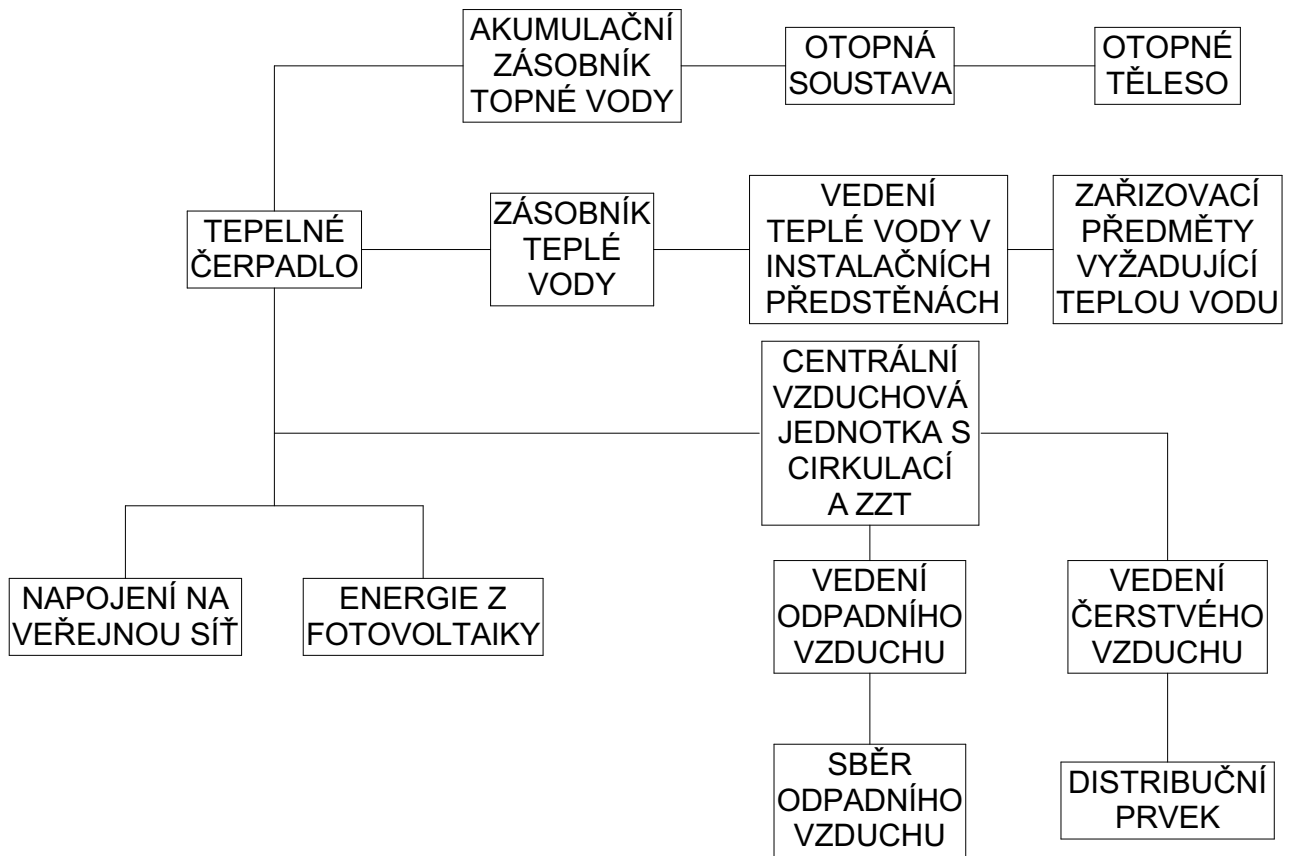 AKUMULAČNÍ
ZÁSOBNÍK
TOPNÉ VODY
OTOPNÁ
SOUSTAVA
OTOPNÉ
TĚLESO
TEPELNÉ
ČERPADLO
ZÁSOBNÍK
TEPLÉ
VODY
VEDENÍ
TEPLÉ VODY V
INSTALAČNÍCH
PŘEDSTĚNÁCH
ZAŘIZOVACÍ
PŘEDMĚTY
VYŽADUJÍCÍ
TEPLOU VODU
CENTRÁLNÍ
VZDUCHOVÁ
JEDNOTKA S
CIRKULACÍ
A ZZT
NAPOJENÍ NA
VEŘEJNOU SÍŤ
ENERGIE Z
FOTOVOLTAIKY
VEDENÍ
ODPADNÍHO
VZDUCHU
VEDENÍ
ČERSTVÉHO
VZDUCHU
SBĚR
ODPADNÍHO
VZDUCHU
DISTRIBUČNÍ
PRVEK